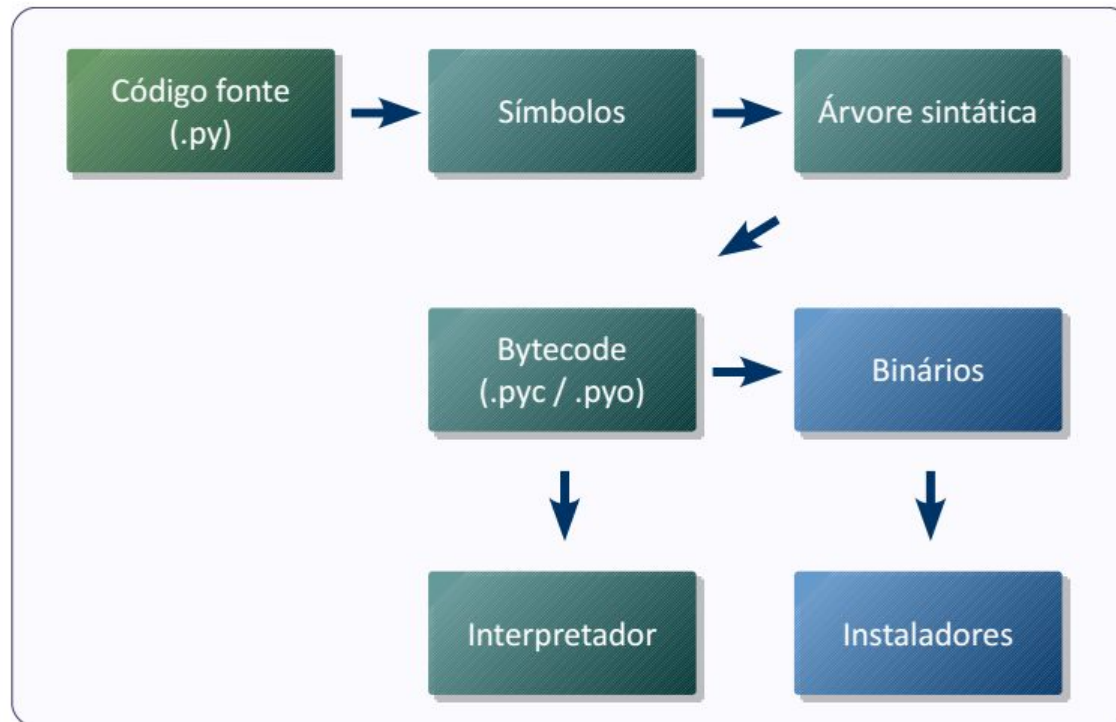 Código fonte
(.py)
Símbolos
Árvore sintática
Bytecode
(.pyc / .pyo)
Binários
Interpretador
Instaladores